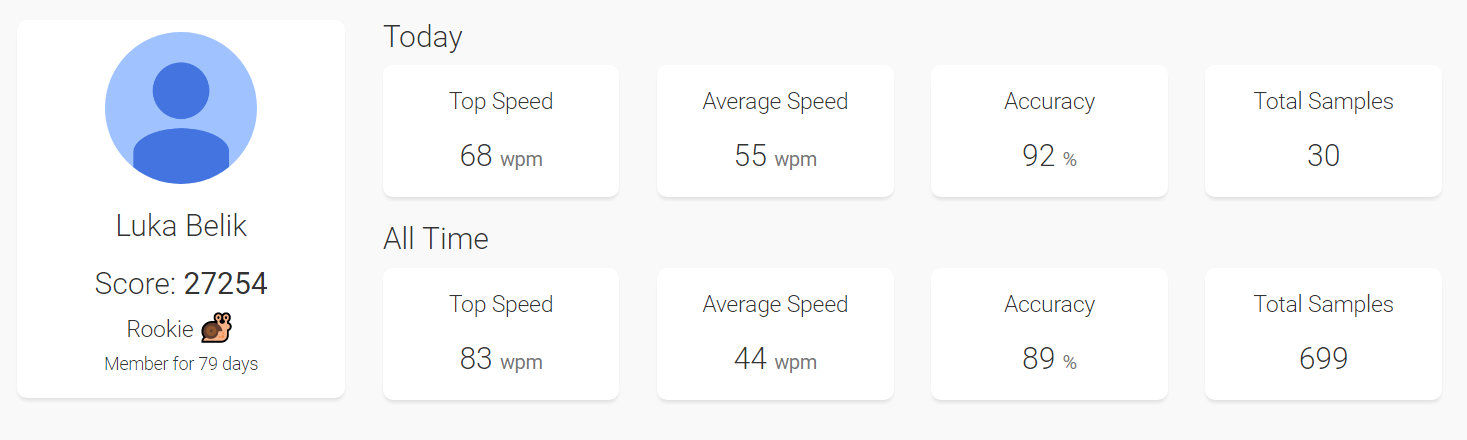 Luka Belik
Score: 27254
Rookie
Member for 79 days
Today
Top Speed
68 wpm
Average Speed
55 wpm
Accuracy
92 %
Total Samples
30
All Time
Top Speed
83 wpm
Average Speed
44 wpm
Accuracy
89 %
Total Samples
699